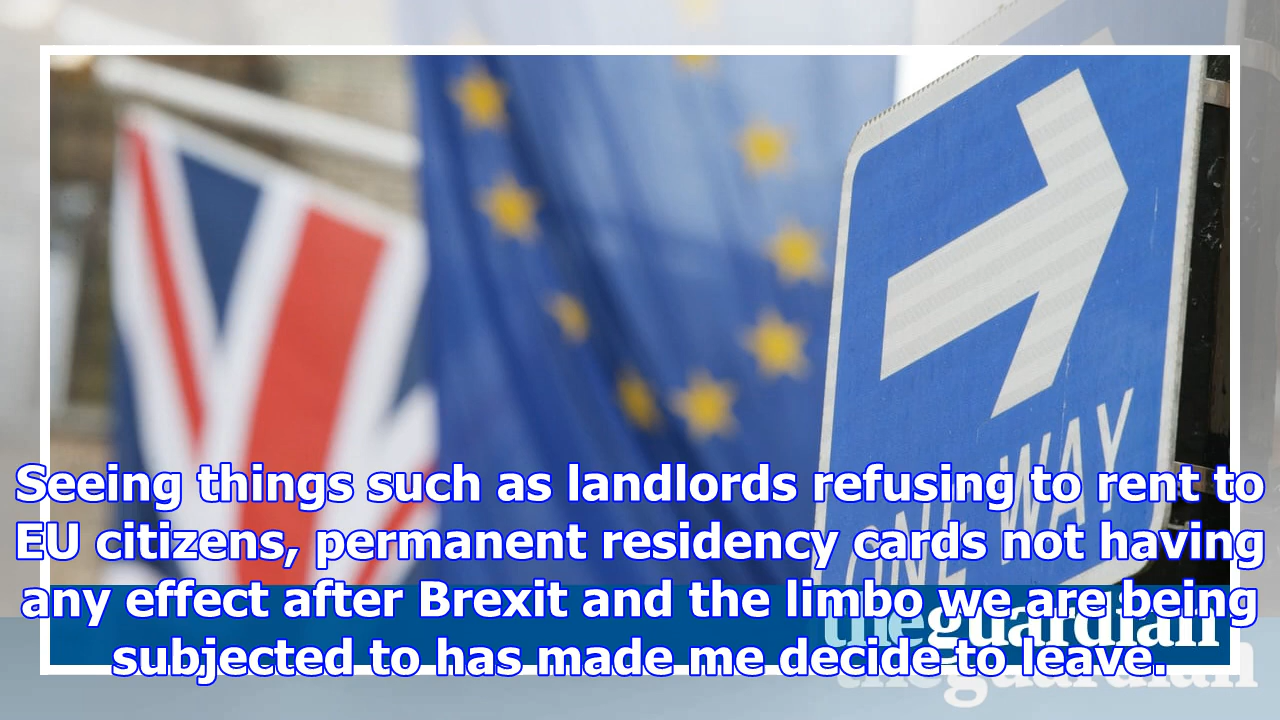 ONE WAY
Seeing things such as landlords refusing to rent to
EU citizens, permanent residency cards not having
any effect after Brexit and the limbo we are being
subjected to has made me decide to leave.
theguardian
theguardian